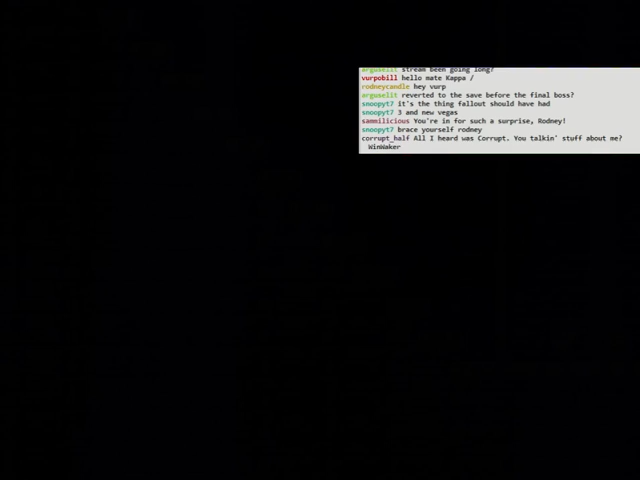 arguselit stream been going long?
vurpobill hello mate Kappa /
rodneycandle hey vurp
arguselit reverted to the save before the final boss?
snoopyt7 it's the thing fallout should have had
snoopyt7 3 and new vegas
sammilicious You're in for such a surprise, Rodney!
snoopyt7 brace yourself rodney
corrupt_half All I heard was Corrupt. You talkin' stuff about me?
WinWaker